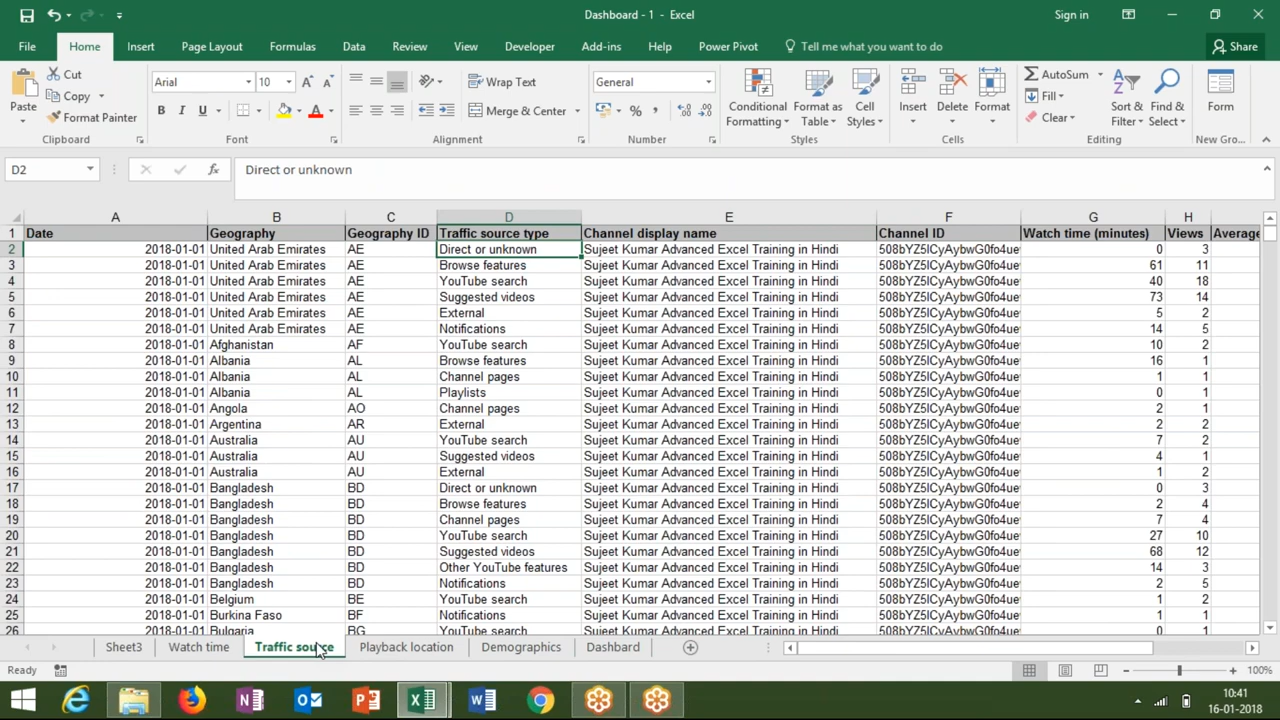 Dashboard - 1 - Excel
Sign in
File Home Insert Page Layout Formulas Data Review View Developer Add-ins Help Power Pivot Tell me what you want to do Share
Paste
Cut
Copy
Format Painter
Clipboard
Arial 10
B I U
Font
Wrap Text
Merge & Center
Alignment
General
Number
Conditional Formatting
Format as Table
Cell Styles
Styles
Insert Delete Format
Cells
AutoSum
Fill
Clear
Sort & Filter
Find & Select
Editing
Form
New Gro...
D2 fx Direct or unknown
A B C D E F G H
1 Date Geography Geography ID Traffic source type Channel display name Channel ID Watch time (minutes) Views Average
2 2018-01-01 United Arab Emirates AE Direct or unknown Sujeet Kumar Advanced Excel Training in Hindi 508bYZ5ICyAybwG0fo4ue 0 3
3 2018-01-01 United Arab Emirates AE Browse features Sujeet Kumar Advanced Excel Training in Hindi 508bYZ5ICyAybwG0fo4ue 61 11
4 2018-01-01 United Arab Emirates AE YouTube search Sujeet Kumar Advanced Excel Training in Hindi 508bYZ5ICyAybwG0fo4ue 40 18
5 2018-01-01 United Arab Emirates AE Suggested videos Sujeet Kumar Advanced Excel Training in Hindi 508bYZ5ICyAybwG0fo4ue 73 14
6 2018-01-01 United Arab Emirates AE External Sujeet Kumar Advanced Excel Training in Hindi 508bYZ5ICyAybwG0fo4ue 5 2
7 2018-01-01 United Arab Emirates AE Notifications Sujeet Kumar Advanced Excel Training in Hindi 508bYZ5ICyAybwG0fo4ue 14 5
8 2018-01-01 Afghanistan AF YouTube search Sujeet Kumar Advanced Excel Training in Hindi 508bYZ5ICyAybwG0fo4ue 10 2
9 2018-01-01 Albania AL Browse features Sujeet Kumar Advanced Excel Training in Hindi 508bYZ5ICyAybwG0fo4ue 16 1
10 2018-01-01 Albania AL Channel pages Sujeet Kumar Advanced Excel Training in Hindi 508bYZ5ICyAybwG0fo4ue 1 1
11 2018-01-01 Albania AL Playlists Sujeet Kumar Advanced Excel Training in Hindi 508bYZ5ICyAybwG0fo4ue 0 1
12 2018-01-01 Angola AO Channel pages Sujeet Kumar Advanced Excel Training in Hindi 508bYZ5ICyAybwG0fo4ue 2 1
13 2018-01-01 Argentina AR External Sujeet Kumar Advanced Excel Training in Hindi 508bYZ5ICyAybwG0fo4ue 2 2
14 2018-01-01 Australia AU YouTube search Sujeet Kumar Advanced Excel Training in Hindi 508bYZ5ICyAybwG0fo4ue 7 2
15 2018-01-01 Australia AU Suggested videos Sujeet Kumar Advanced Excel Training in Hindi 508bYZ5ICyAybwG0fo4ue 4 1
16 2018-01-01 Australia AU External Sujeet Kumar Advanced Excel Training in Hindi 508bYZ5ICyAybwG0fo4ue 1 2
17 2018-01-01 Bangladesh BD Direct or unknown Sujeet Kumar Advanced Excel Training in Hindi 508bYZ5ICyAybwG0fo4ue 0 3
18 2018-01-01 Bangladesh BD Browse features Sujeet Kumar Advanced Excel Training in Hindi 508bYZ5ICyAybwG0fo4ue 2 4
19 2018-01-01 Bangladesh BD Channel pages Sujeet Kumar Advanced Excel Training in Hindi 508bYZ5ICyAybwG0fo4ue 7 4
20 2018-01-01 Bangladesh BD YouTube search Sujeet Kumar Advanced Excel Training in Hindi 508bYZ5ICyAybwG0fo4ue 27 10
21 2018-01-01 Bangladesh BD Suggested videos Sujeet Kumar Advanced Excel Training in Hindi 508bYZ5ICyAybwG0fo4ue 68 12
22 2018-01-01 Bangladesh BD Other YouTube features Sujeet Kumar Advanced Excel Training in Hindi 508bYZ5ICyAybwG0fo4ue 14 3
23 2018-01-01 Bangladesh BD Notifications Sujeet Kumar Advanced Excel Training in Hindi 508bYZ5ICyAybwG0fo4ue 2 5
24 2018-01-01 Belgium BE YouTube search Sujeet Kumar Advanced Excel Training in Hindi 508bYZ5ICyAybwG0fo4ue 1 2
25 2018-01-01 Burkina Faso BF Notifications Sujeet Kumar Advanced Excel Training in Hindi 508bYZ5ICyAybwG0fo4ue 1 1
26 2018-01-01 Bulgaria BG YouTube search Sujeet Kumar Advanced Excel Training in Hindi 508bYZ5ICyAybwG0fo4ue 0 1
Sheet3 Watch time Traffic source Playback location Demographics Dashboard
Ready 100%
10:41
16-01-2018